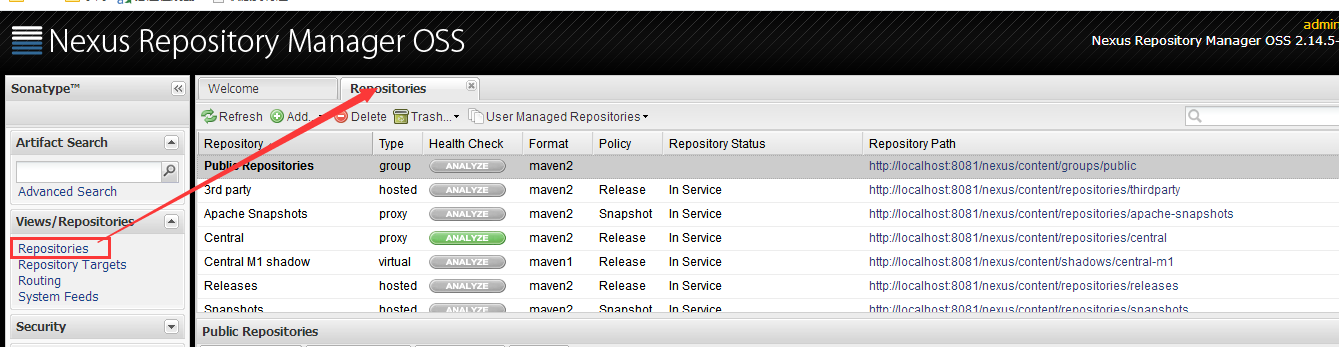 Nexus Repository Manager OSS
admin
Nexus Repository Manager OSS 2.14.5-
Sonatype™
Welcome
Repositories
Refresh Add... Delete Trash... User Managed Repositories
Artifact Search
Advanced Search
Views/Repositories
Repositories
Repository Targets
Routing
System Feeds
Security
Repository Type Health Check Format Policy Repository Status Repository Path
Public Repositories group ANALYZE maven2 http://localhost:8081/nexus/content/groups/public
3rd party hosted ANALYZE maven2 Release In Service http://localhost:8081/nexus/content/repositories/thirdparty
Apache Snapshots proxy ANALYZE maven2 Snapshot In Service http://localhost:8081/nexus/content/repositories/apache-snapshots
Central proxy ANALYZE maven2 Release In Service http://localhost:8081/nexus/content/repositories/central
Central M1 shadow virtual ANALYZE maven1 Release In Service http://localhost:8081/nexus/content/shadows/central-m1
Releases hosted ANALYZE maven2 Release In Service http://localhost:8081/nexus/content/repositories/releases
Snapshots hosted ANALYZE maven2 Snapshot In Service http://localhost:8081/nexus/content/repositories/snapshots
Public Repositories